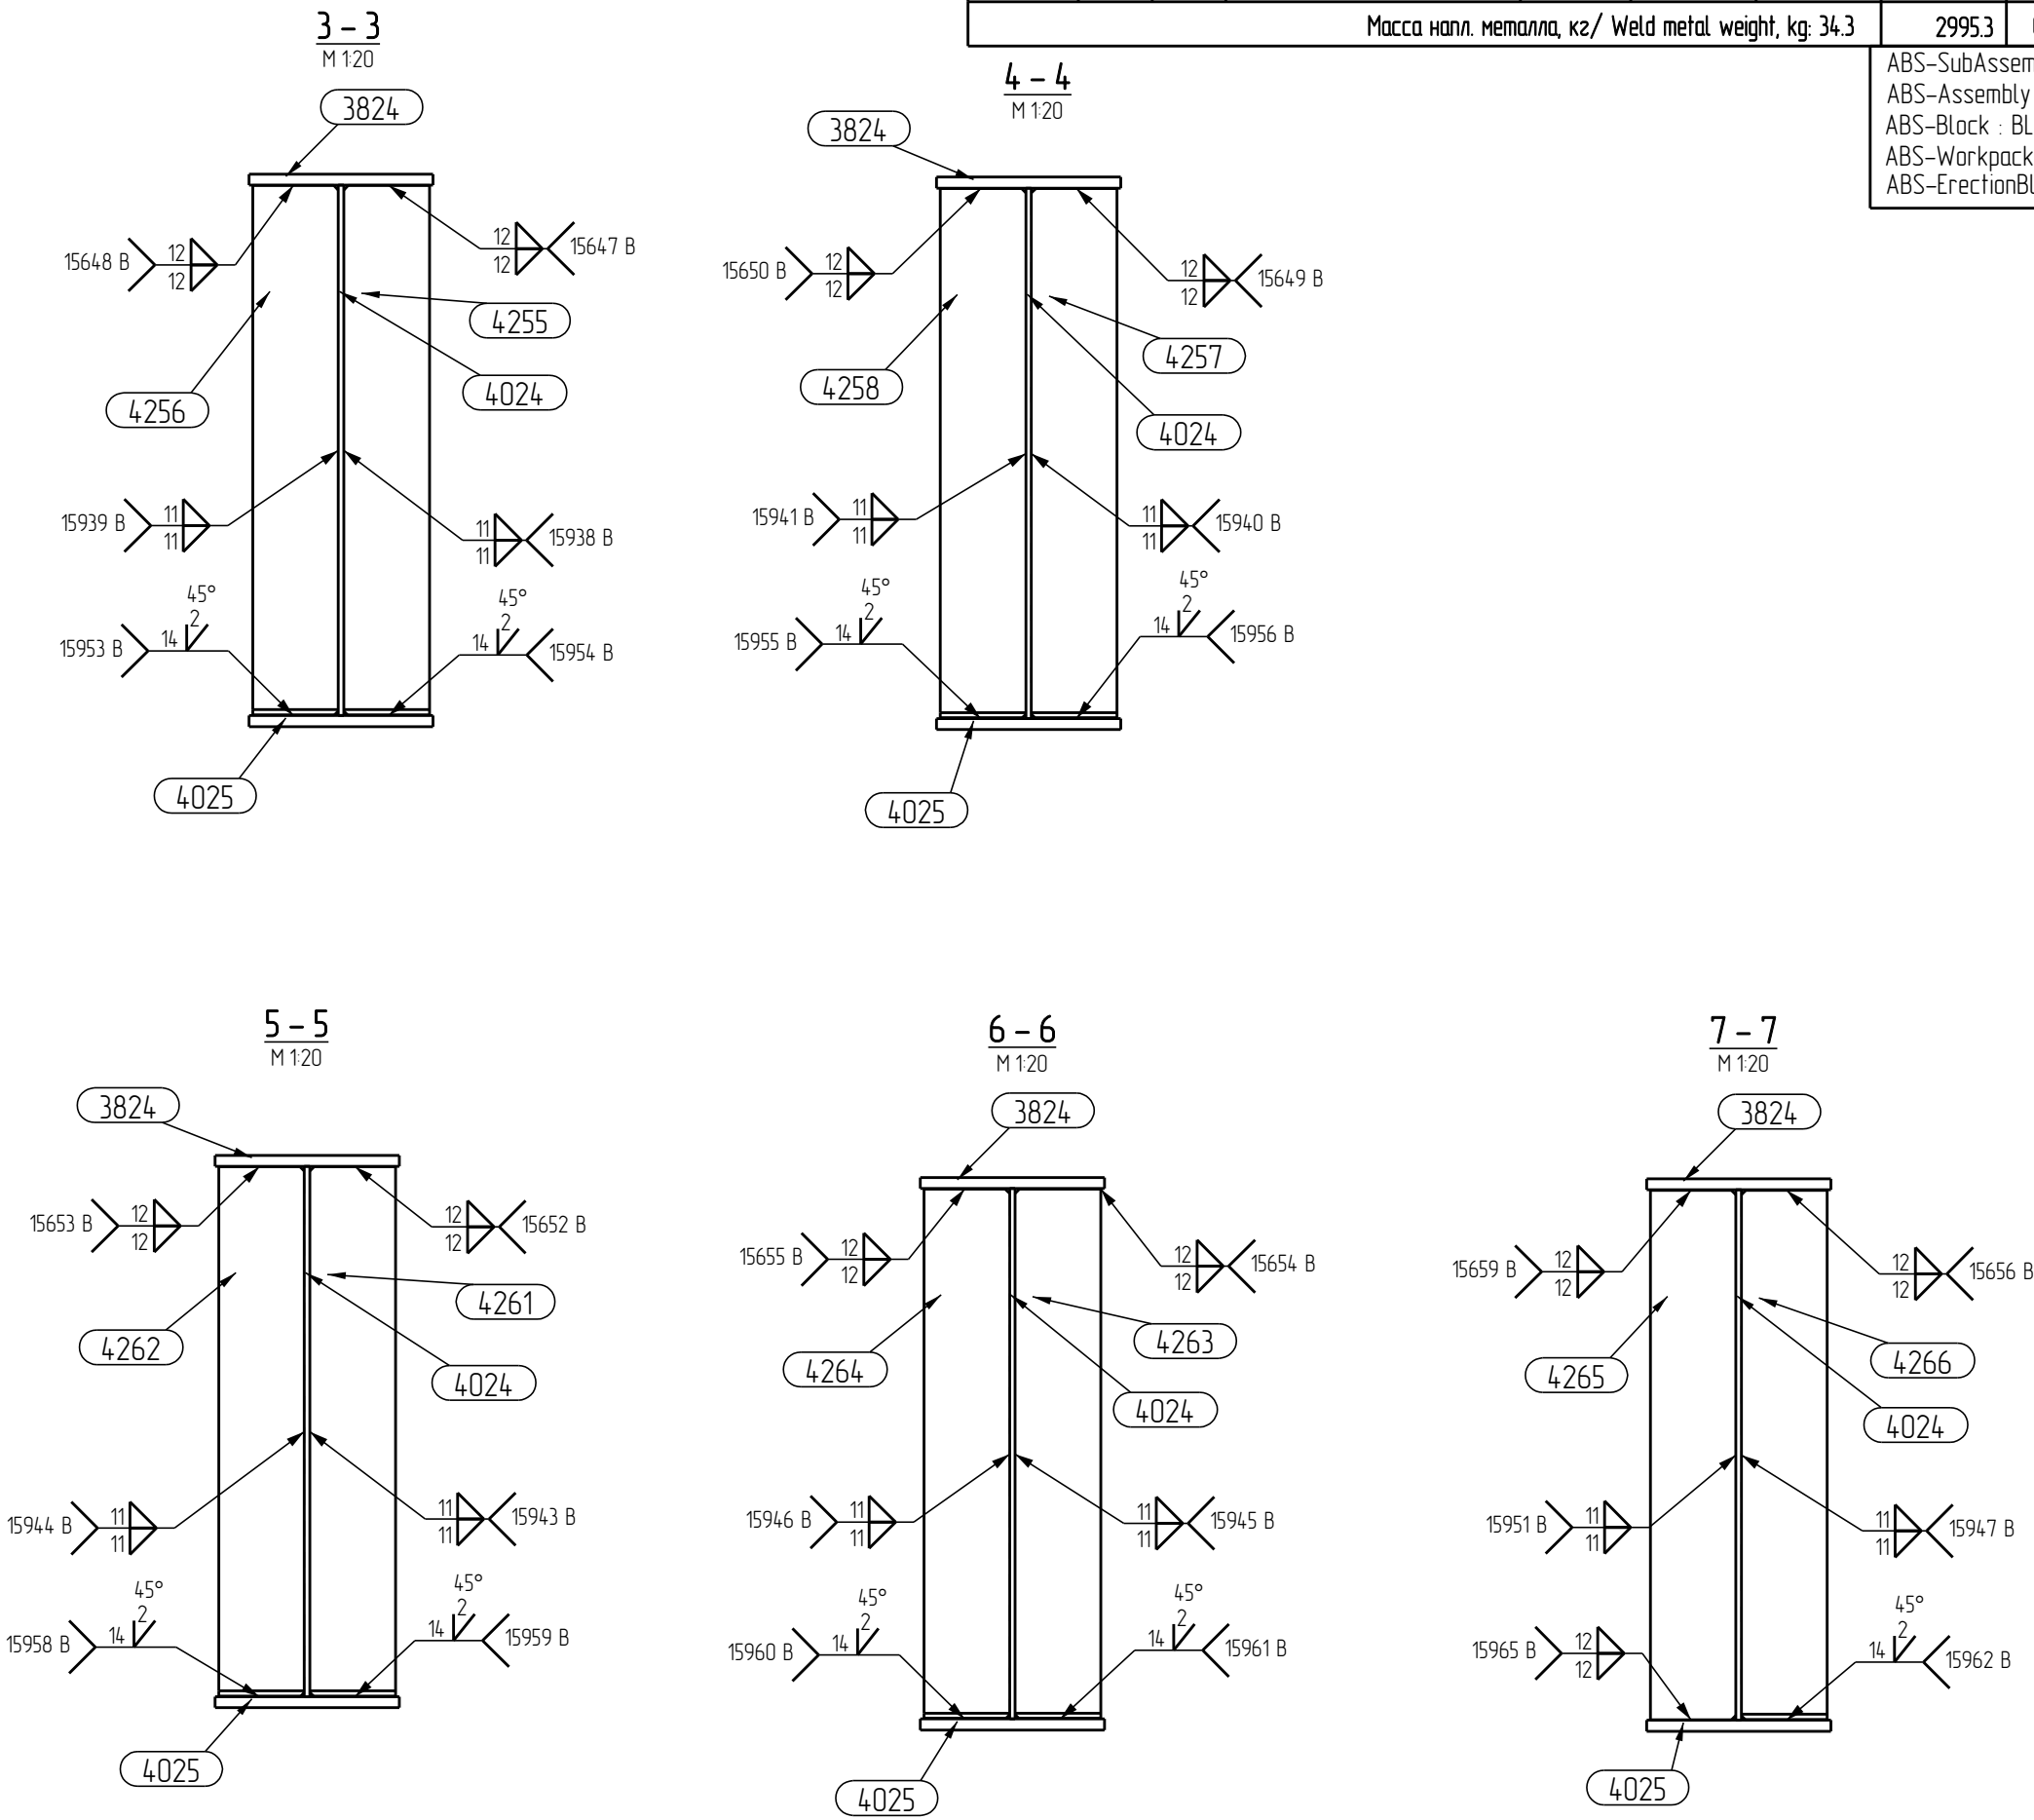 Масса напл. металла, кг/ Weld metal weight, kg: 34.3
2995.3
ABS-SubAssem
ABS-Assembly
ABS-Block : BL
ABS-Workpack
ABS-ErectionBl
3 - 3
M 1:20
3824
15648 B
12
12
12
12
15647 B
4255
4256
4024
15939 B
11
11
11
11
15938 B
15953 B
14
2
45°
14
2
45°
15954 B
4025
4 - 4
M 1:20
3824
15650 B
12
12
12
12
15649 B
4257
4258
4024
15941 B
11
11
11
11
15940 B
15955 B
14
2
45°
14
2
45°
15956 B
4025
5 - 5
M 1:20
3824
15653 B
12
12
12
12
15652 B
4261
4262
4024
15944 B
11
11
11
11
15943 B
15958 B
14
2
45°
14
2
45°
15959 B
4025
6 - 6
M 1:20
3824
15655 B
12
12
12
12
15654 B
4263
4264
4024
15946 B
11
11
11
11
15945 B
15960 B
14
2
45°
14
2
45°
15961 B
4025
7 - 7
M 1:20
3824
15659 B
12
12
12
12
15656 B
4266
4265
4024
15951 B
11
11
11
11
15947 B
15965 B
12
12
14
2
45°
15962 B
4025